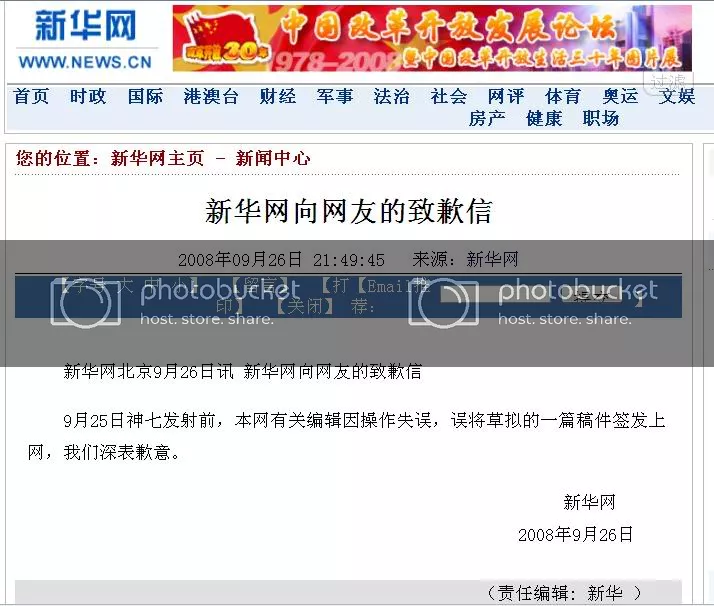 新华网
WWW.NEWS.CN
中国改革开放发展论坛
改革开放30年
978-2008
暨中国改革开放生活三十年图片展
首页 时政 国际 港澳台 财经 军事 法治 社会 网评 体育 奥运 文娱
过滤
房产 健康 职场
您的位置：新华网主页 - 新闻中心
新华网向网友的致歉信
2008年09月26日 21:49:45 来源：新华网
【字号 大 中 小】 【留言】 【打 【Email推
印】 【关闭】 荐： 】
photobucket photobucket
host. store. share. host. store. share.
新华网北京9月26日讯 新华网向网友的致歉信
9月25日神七发射前，本网有关编辑因操作失误，误将草拟的一篇稿件签发上
网，我们深表歉意。
新华网
2008年9月26日
（责任编辑：新华 ）